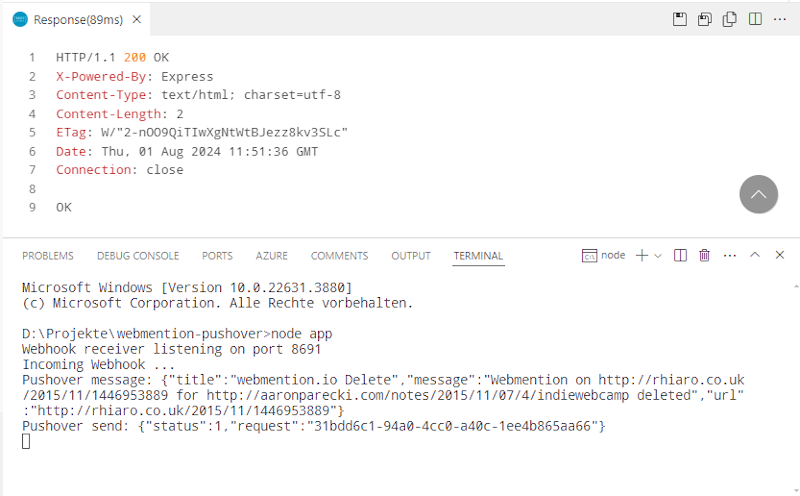 Response(89ms)
1 HTTP/1.1 200 OK
2 X-Powered-By: Express
3 Content-Type: text/html; charset=utf-8
4 Content-Length: 2
5 ETag: W/"2-nOO9QiTIwXgNtWtBJezz8kv3SLc"
6 Date: Thu, 01 Aug 2024 11:51:36 GMT
7 Connection: close
8
9 OK
PROBLEMS DEBUG CONSOLE PORTS AZURE COMMENTS OUTPUT TERMINAL node
Microsoft Windows [Version 10.0.22631.3880]
(c) Microsoft Corporation. Alle Rechte vorbehalten.
D:\Projekte\webmention-pushover>node app
Webhook receiver listening on port 8691
Incoming Webhook ...
Pushover message: {"title":"webmention.io Delete","message":"Webmention on http://rhiaro.co.uk
/2015/11/1446953889 for http://aaronparecki.com/notes/2015/11/07/4/indiewebcamp deleted","url"
:"http://rhiaro.co.uk/2015/11/1446953889"}
Pushover send: {"status":1,"request":"31bdd6c1-94a0-4cc0-a40c-1ee4b865aa66"}